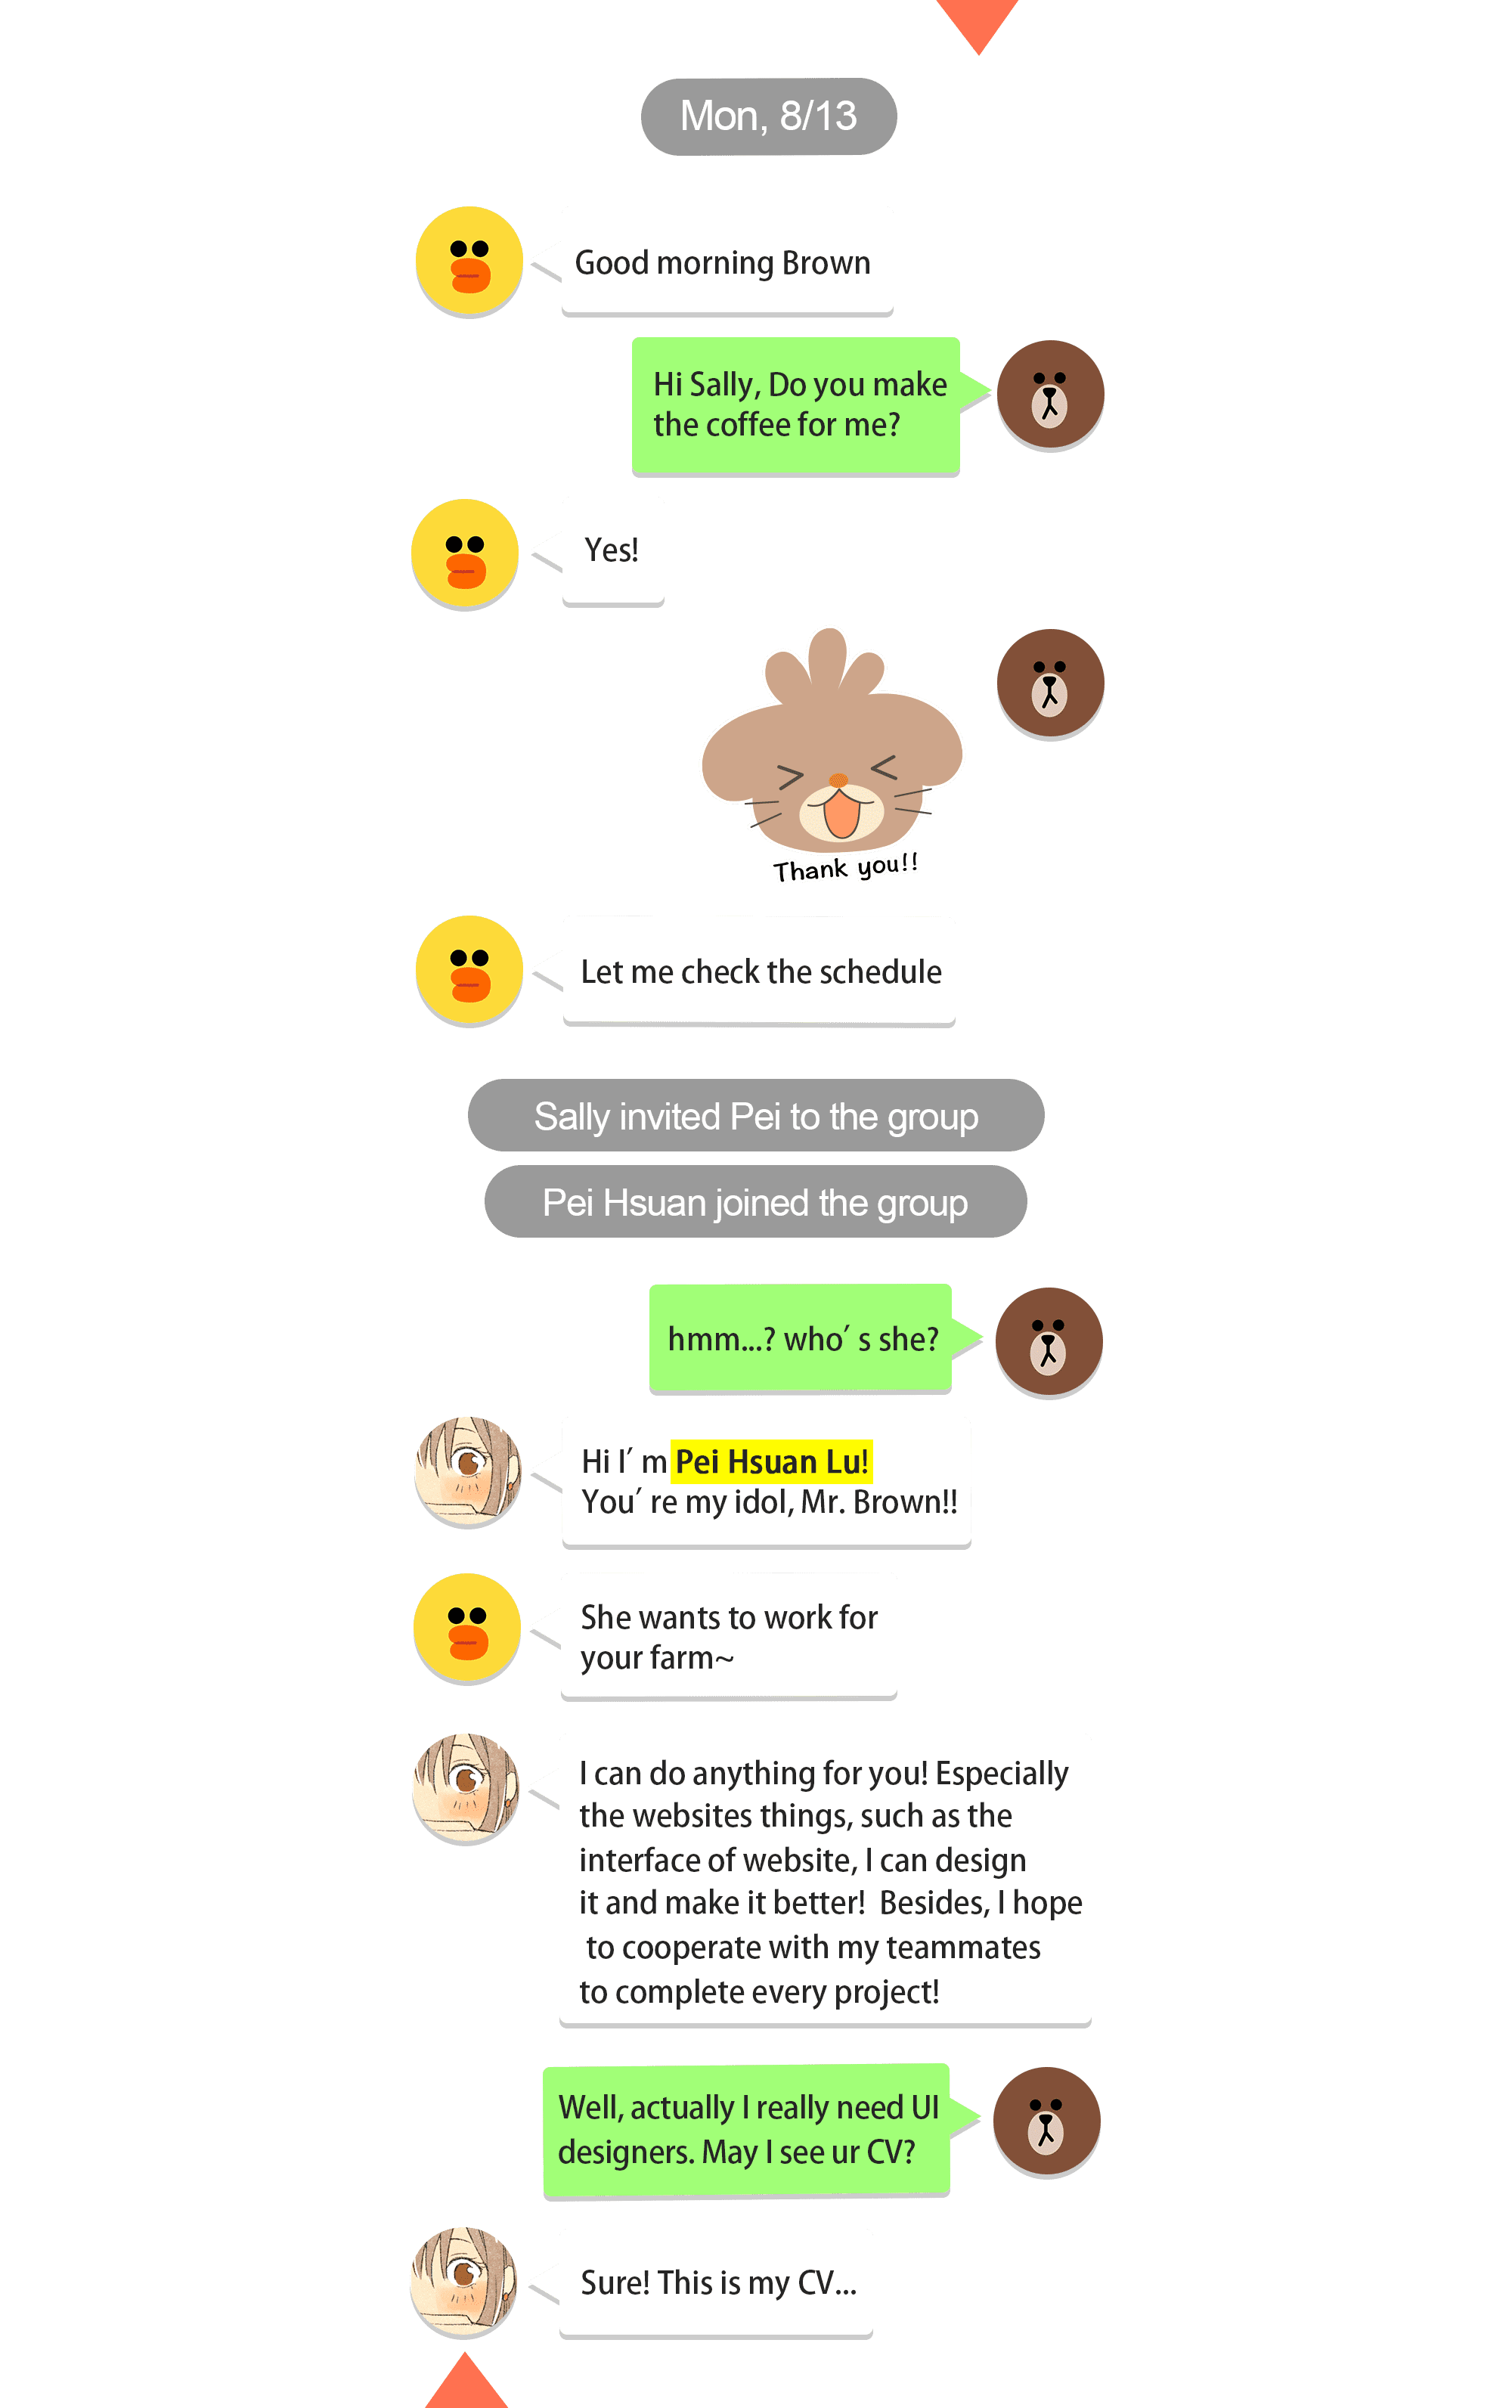 Mon, 8/13
Good morning Brown
Hi Sally, Do you make
the coffee for me?
Yes!
Thank you!!
Let me check the schedule
Sally invited Pei to the group
Pei Hsuan joined the group
hmm...? who's she?
Hi I'm Pei Hsuan Lu!
You're my idol, Mr. Brown!!
She wants to work for
your farm~
I can do anything for you! Especially
the websites things, such as the
interface of website, I can design
it and make it better! Besides, I hope
to cooperate with my teammates
to complete every project!
Well, actually I really need UI
designers. May I see ur CV?
Sure! This is my CV...